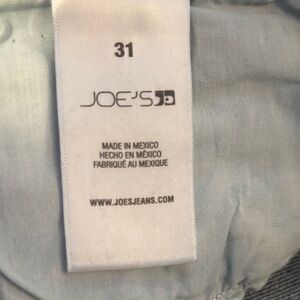 31
JOE'S
MADE IN MEXICO
HECHO EN MÉXICO
FABRIQUÉ AU MEXIQUE
WWW.JOESJEANS.COM